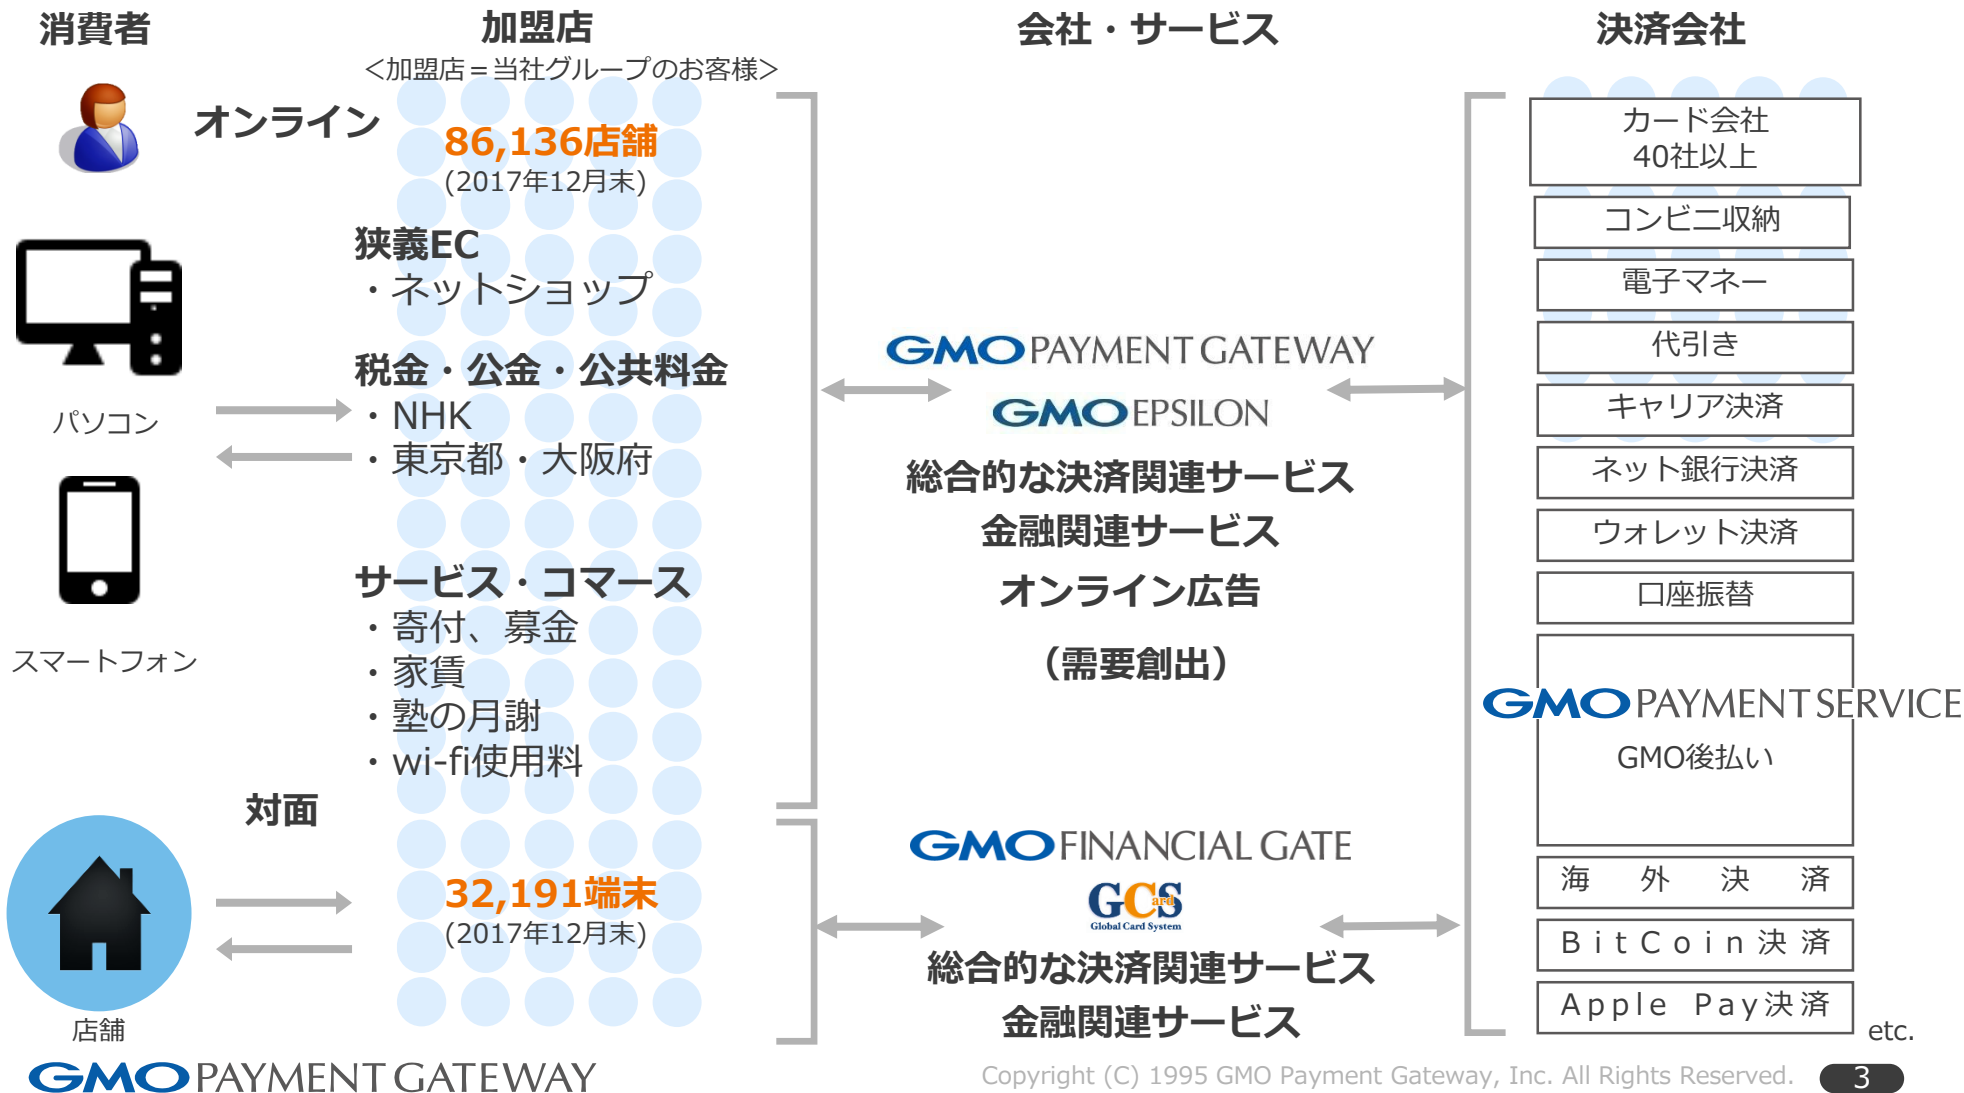 消費者
加盟店
会社・サービス
決済会社
<加盟店＝当社グループのお客様>
オンライン
86,136店舗
(2017年12月末)
狭義EC
・ネットショップ
税金・公金・公共料金
・NHK
・東京都・大阪府
サービス・コマース
・寄付、募金
・家賃
・塾の月謝
・wi-fi使用料
パソコン
スマートフォン
対面
32,191端末
(2017年12月末)
店舗
GMO PAYMENT GATEWAY
GMO EPSILON
総合的な決済関連サービス
金融関連サービス
オンライン広告
（需要創出）
GMO FINANCIAL GATE
GCS
ard
Global Card System
総合的な決済関連サービス
金融関連サービス
カード会社
40社以上
コンビニ収納
電子マネー
代引き
キャリア決済
ネット銀行決済
ウォレット決済
口座振替
GMO PAYMENT SERVICE
GMO後払い
海外決済
BitCoin決済
Apple Pay決済
etc.
GMO PAYMENT GATEWAY
Copyright (C) 1995 GMO Payment Gateway, Inc. All Rights Reserved.
3